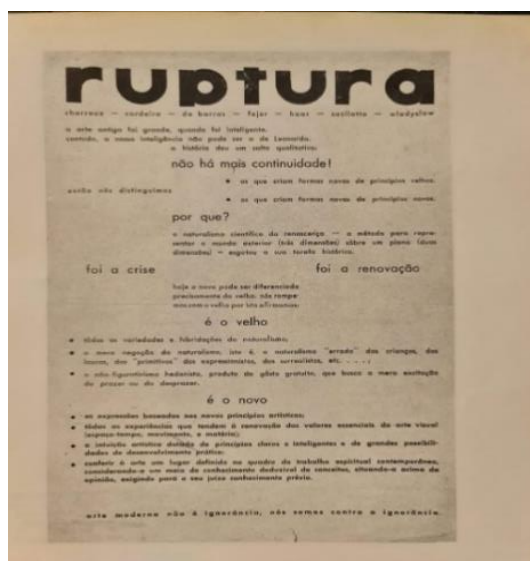 ruptura
charroux — cordeiro — de barros — fejer — haar — sacilotto — wladyslaw
a arte antiga foi grande, quando foi inteligente.
contudo, a nossa inteligência não pode ser a de Leonardo.
a história deu um salto qualitativo:
não há mais continuidade!
• os que criam formas novas de princípios velhos.
então nós distinguimos
• os que criam formas novas de princípios novos.
por que?
o naturalismo científico da renascença — o método para repre-
sentar o mundo exterior (três dimensões) sôbre um plano (duas
dimensões) — esgotou a sua tarefa histórica.
foi a crise foi a renovação
hoje o novo pode ser diferenciado
precisamente do velho. nós rompe-
mos com o velho por isto afirmamos:
é o velho
• tôdas as variedades e hibridações do naturalismo;
• a mera negação do naturalismo, isto é, o naturalismo "errado" das crianças, dos
loucos, dos "primitivos" dos expressionistas, dos surrealistas, etc. . . . ;
• o não-figurativismo hedonista, produto do gôsto gratuito, que busca a mera excitação
do prazer ou do desprazer.
é o novo
• as expressões baseadas nos novos princípios artísticos;
• tôdas as experiências que tendem à renovação dos valores essenciais da arte visual
(espaço-tempo, movimento, e matéria);
• a intuição artística dotada de princípios claros e inteligentes e de grandes possibili-
dades de desenvolvimento prático;
• conferir à arte um lugar definido no quadro do trabalho espiritual contemporâneo,
considerando-a um meio de conhecimento deduzível de conceitos, situando-a acima da
opinião, exigindo para o seu juízo conhecimento prévio.
arte moderna não é ignorância, nós somos contra a ignorância.